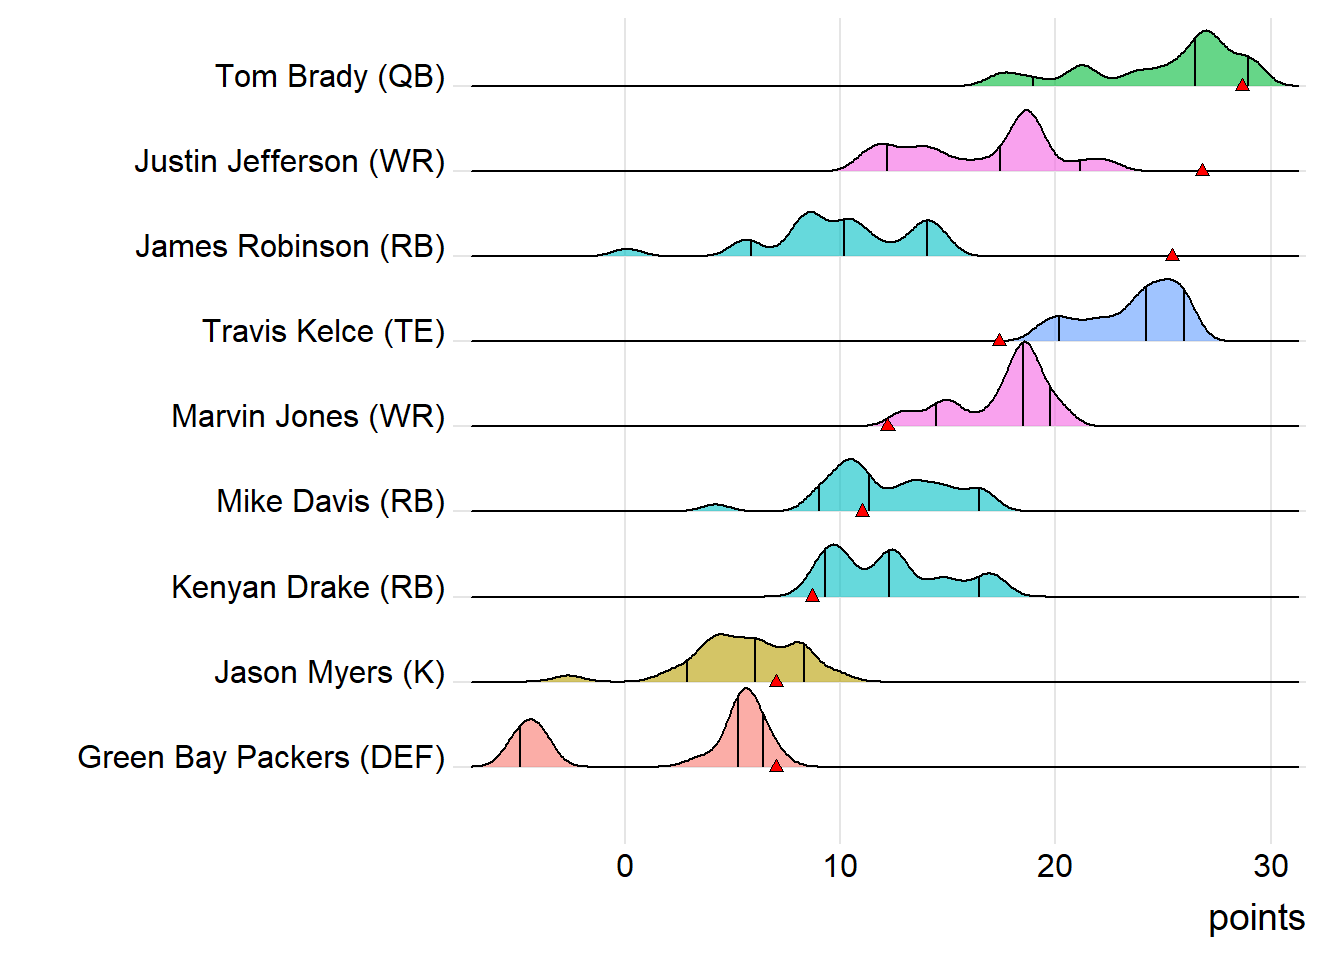 Tom Brady (QB)
Justin Jefferson (WR)
James Robinson (RB)
Travis Kelce (TE)
Marvin Jones (WR)
Mike Davis (RB)
Kenyan Drake (RB)
Jason Myers (K)
Green Bay Packers (DEF)
0 10 20 30
points